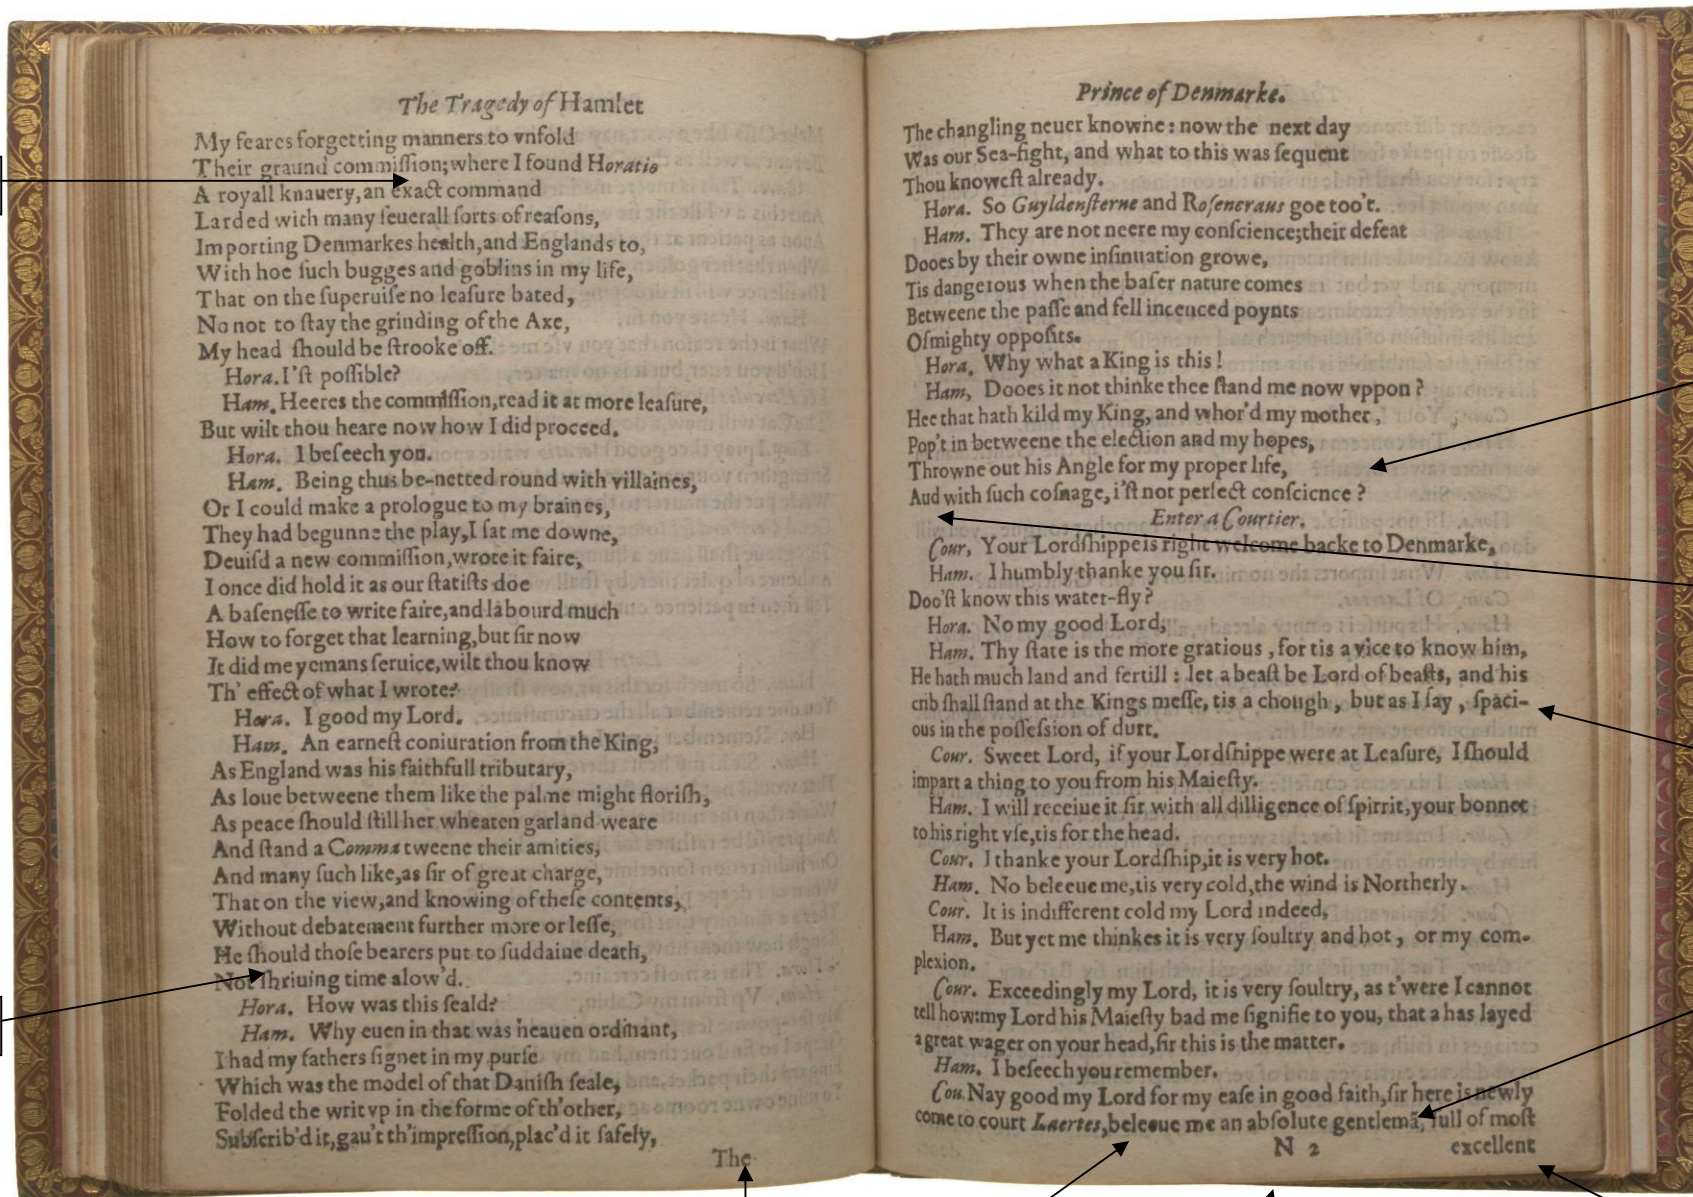 The Tragedy of Hamlet
My feares forgetting manners to vnfold
Their graund commiſſion; where I found Horatio
A royall knauery, an exact command
Larded with many ſeuerall ſorts of reaſons,
Importing Denmarkes health, and Englands to,
With hoe ſuch bugges and goblins in my life,
That on the ſuperuiſe no leaſure bated,
No not to ſtay the grinding of the Axe,
My head ſhould be ſtrooke off.
Hora. I'ſt poſſible?
Ham. Heeres the commiſſion, read it at more leaſure,
But wilt thou heare now how I did proceed.
Hora. I beſeech you.
Ham. Being thus be-netted round with villaines,
Or I could make a prologue to my braines,
They had begunne the play, I ſat me downe,
Deuiſd a new commiſſion, wrote it faire,
I once did hold it as our ſtatiſts doe
A baſeneſſe to write faire, and labourd much
How to forget that learning, but ſir now
It did me yemans ſeruice, wilt thou know
Th' effect of what I wrote?
Hora. I good my Lord.
Ham. An earneſt coniuration from the King,
As England was his faithfull tributary,
As loue betweene them like the palme might floriſh,
As peace ſhould ſtill her wheaten garland weare
And ſtand a Comma tweene their amities,
And many ſuch like, as ſir of great charge,
That on the view, and knowing of theſe contents,
Without debatement further more or leſſe,
He ſhould thoſe bearers put to ſuddaine death,
Not ſhriuing time alow'd.
Hora. How was this ſeald?
Ham. Why euen in that was heauen ordinant,
I had my fathers ſignet in my purſe
Which was the model of that Daniſh ſeale,
Folded the writ vp in the forme of th'other,
Subſcrib'd it, gau't th'impreſſion, plac'd it ſafely,
The
Prince of Denmarke.
The changling neuer knowne: now the next day
Was our Sea-fight, and what to this was ſequent
Thou knoweſt already.
Hora. So Guyldenſterne and Roſencraus goe too't.
Ham. They are not neere my conſcience; their defeat
Dooes by their owne inſinuation growe,
Tis dangerous when the baſer nature comes
Betweene the paſſe and fell incenced poynts
Of mighty oppoſits.
Hora. Why what a King is this!
Ham, Dooes it not thinke thee ſtand me now vppon?
Hee that hath kild my King, and whor'd my mother,
Pop't in betweene the election and my hopes,
Throwne out his Angle for my proper life,
Aud with ſuch coſnage, i'ſt not perfect conſcience?
Enter a Courtier.
Cour, Your Lordſhippe is right welcome backe to Denmarke,
Ham. I humbly thanke you ſir.
Doo'ſt know this water-fly?
Hora. No my good Lord,
Ham. Thy ſtate is the more gratious, for tis a vice to know him,
He hath much land and fertill: let a beaſt be Lord of beaſts, and his
crib ſhall ſtand at the Kings meſſe, tis a chough, but as I ſay, ſpaci-
ous in the poſſeſsion of durt.
Cour. Sweet Lord, if your Lordſhippe were at Leaſure, I ſhould
impart a thing to you from his Maieſty.
Ham. I will receiue it ſir with all dilligence of ſpirrit, your bonnet
to his right vſe, tis for the head.
Cour. I thanke your Lordſhip, it is very hot.
Ham. No beleeue me, tis very cold, the wind is Northerly.
Cour. It is indifferent cold my Lord indeed,
Ham. But yet me thinkes it is very ſoultry and hot, or my com-
plexion.
Cour. Exceedingly my Lord, it is very ſoultry, as t'were I cannot
tell how: my Lord his Maieſty bad me ſignifie to you, that a has layed
a great wager on your head, ſir this is the matter.
Ham. I beſeech you remember.
Cou. Nay good my Lord for my eaſe in good faith, ſir here is newly
come to court Laertes, beleeue me an abſolute gentlemā, full of moſt
N 2 excellent